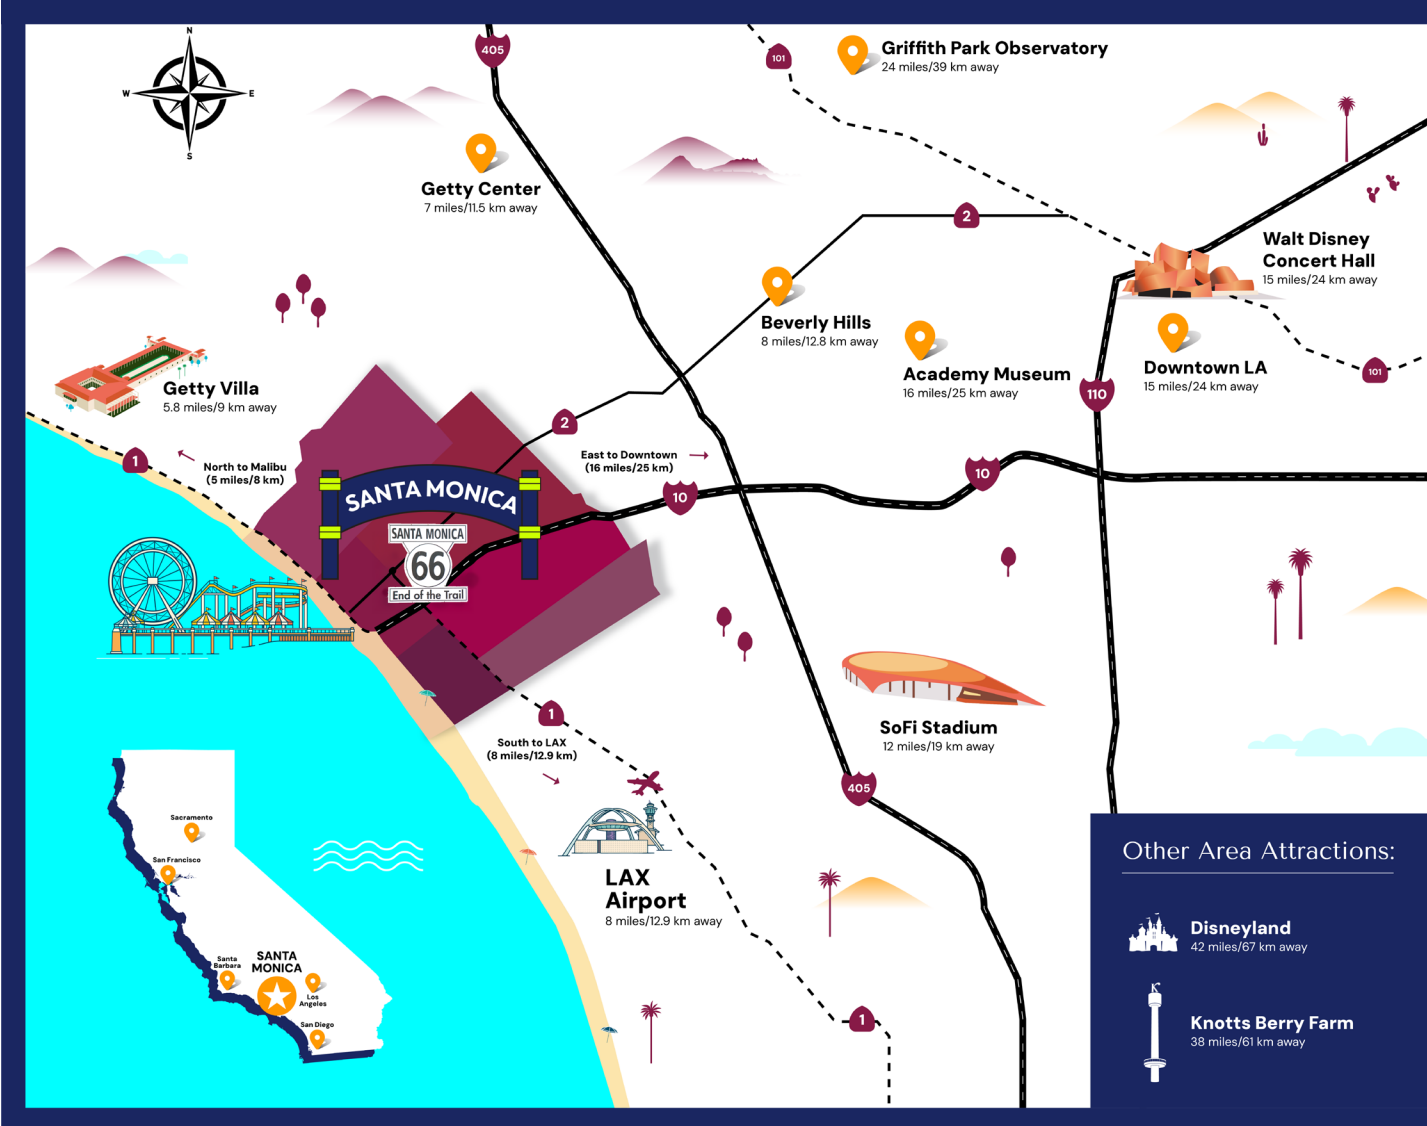 N
W
E
S
405
101
Griffith Park Observatory
24 miles/39 km away
Getty Center
7 miles/11.5 km away
2
Walt Disney
Concert Hall
15 miles/24 km away
Beverly Hills
8 miles/12.8 km away
Academy Museum
16 miles/25 km away
Downtown LA
15 miles/24 km away
101
110
Getty Villa
5.8 miles/9 km away
1
North to Malibu
(5 miles/8 km)
2
East to Downtown
(16 miles/25 km)
10
10
SANTA MONICA
SANTA MONICA
66
End of the Trail
1
South to LAX
(8 miles/12.9 km)
SoFi Stadium
12 miles/19 km away
405
LAX
Airport
8 miles/12.9 km away
1
Sacramento
San Francisco
Santa
Barbara
SANTA
MONICA
Los
Angeles
San Diego
Other Area Attractions:
Disneyland
42 miles/67 km away
Knotts Berry Farm
38 miles/61 km away